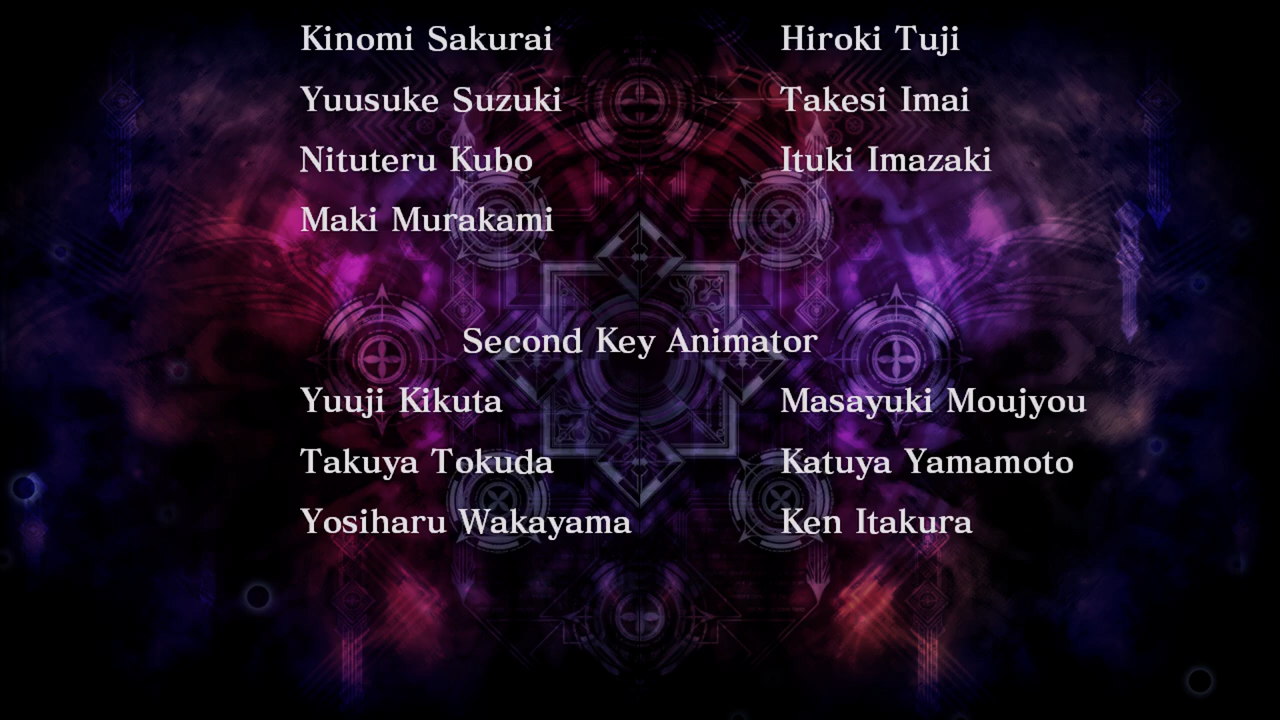 Kinomi Sakurai Hiroki Tuji
Yuusuke Suzuki Takesi Imai
Nituteru Kubo Ituki Imazaki
Maki Murakami
Second Key Animator
Yuuji Kikuta Masayuki Moujyou
Takuya Tokuda Katuya Yamamoto
Yosiharu Wakayama Ken Itakura